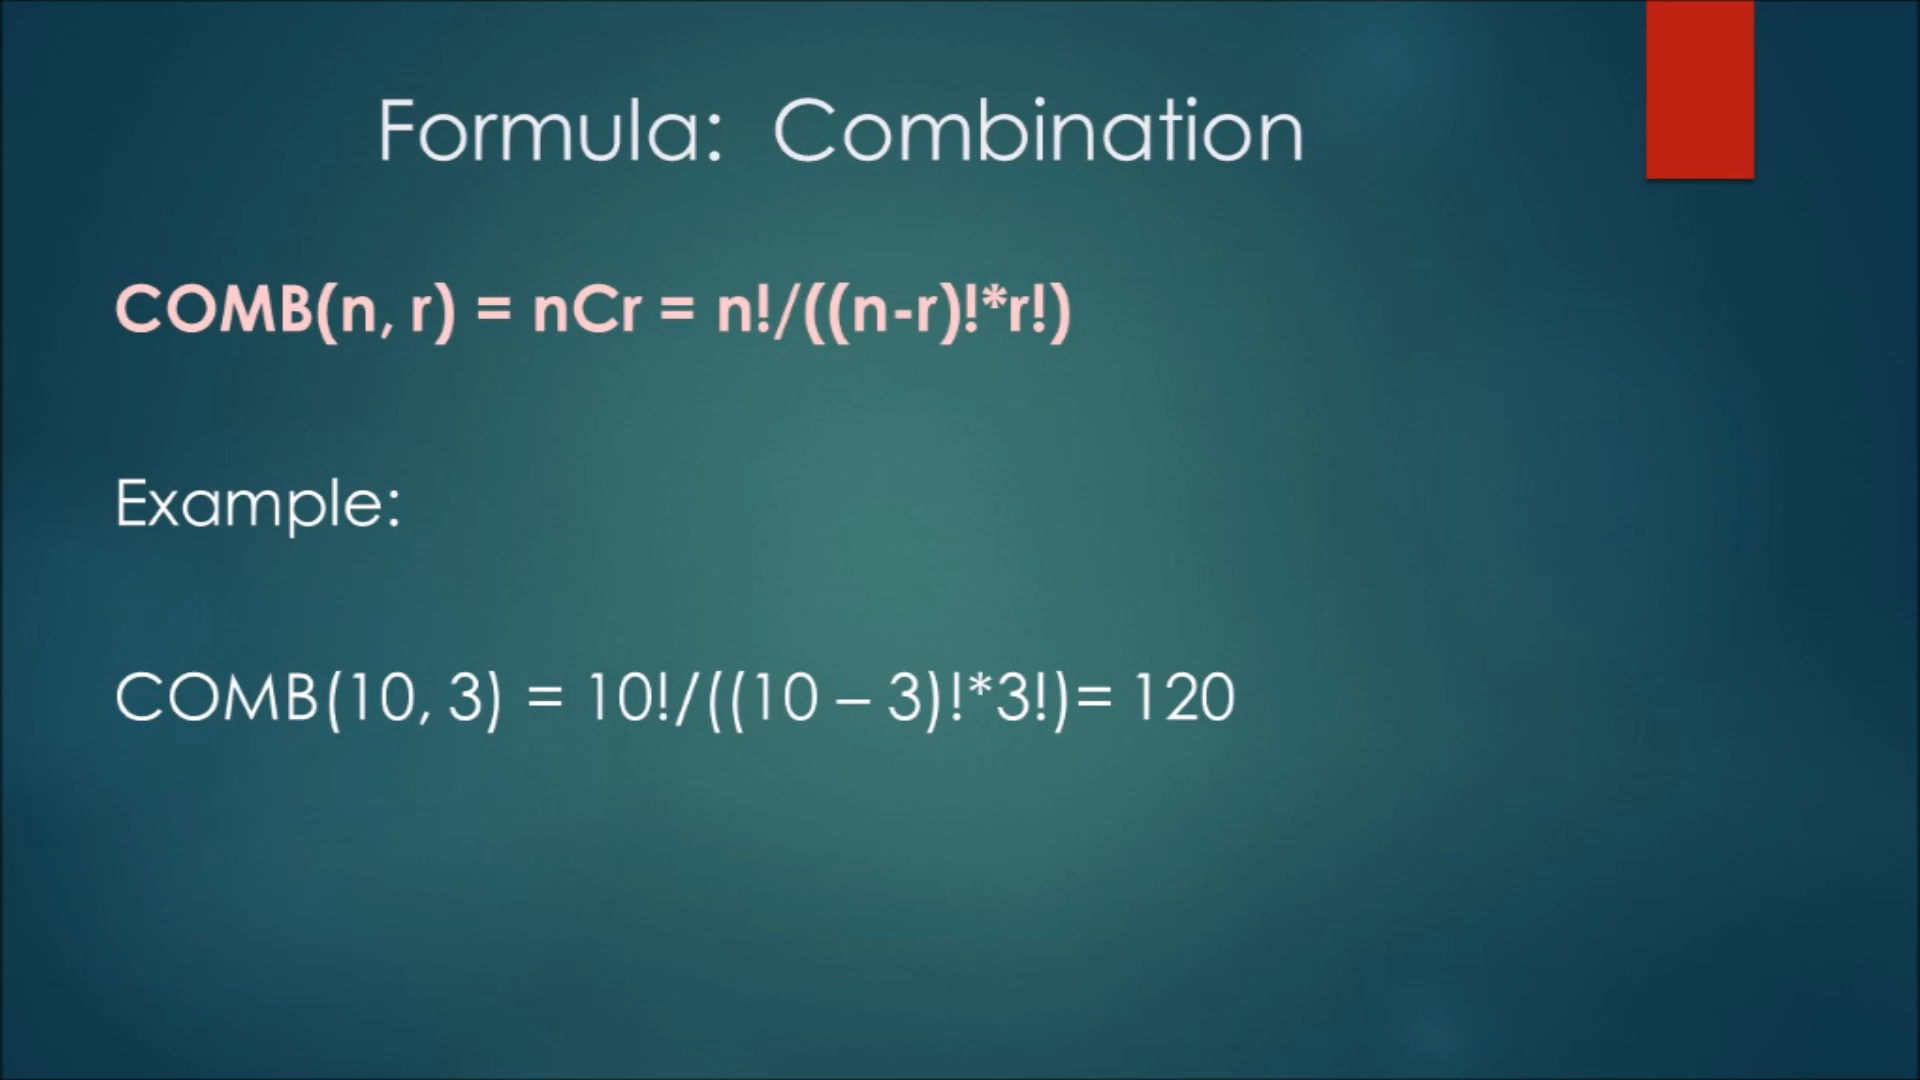 Formula: Combination
COMB(n, r) = nCr = n!/((n-r)!*r!)
Example:
COMB(10, 3) = 10!/((10 – 3)!*3!)= 120